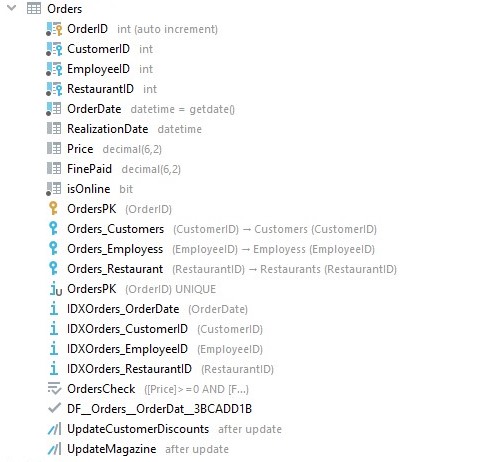 Orders
OrderID int (auto increment)
CustomerID int
EmployeeID int
RestaurantID int
OrderDate datetime = getdate()
RealizationDate datetime
Price decimal(6,2)
FinePaid decimal(6,2)
isOnline bit
OrdersPK (OrderID)
Orders_Customers (CustomerID) → Customers (CustomerID)
Orders_Employess (EmployeeID) → Employess (EmployeeID)
Orders_Restaurant (RestaurantID) → Restaurants (RestaurantID)
OrdersPK (OrderID) UNIQUE
IDXOrders_OrderDate (OrderDate)
IDXOrders_CustomerID (CustomerID)
IDXOrders_EmployeeID (EmployeeID)
IDXOrders_RestaurantID (RestaurantID)
OrdersCheck ([Price]>=0 AND [F...)
DF__Orders__OrderDat__3BCADD1B
UpdateCustomerDiscounts after update
UpdateMagazine after update